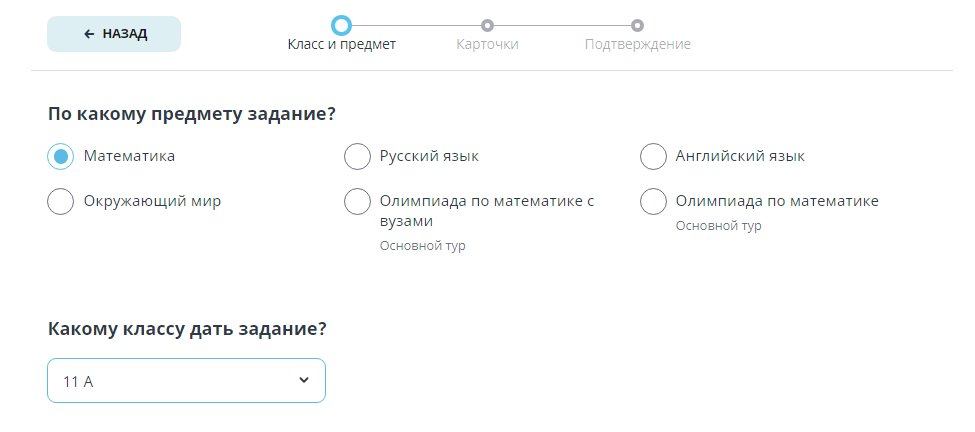 ← НАЗАД
Класс и предмет
Карточки
Подтверждение
По какому предмету задание?
Математика
Русский язык
Английский язык
Окружающий мир
Олимпиада по математике с
вузами
Основной тур
Олимпиада по математике
Основной тур
Какому классу дать задание?
11 А